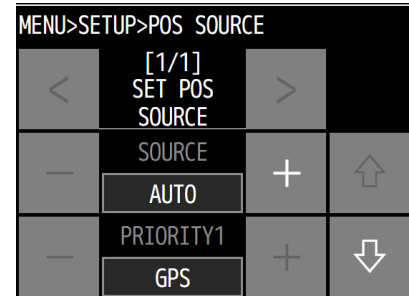 MENU>SETUP>POS SOURCE
[1/1]
< SET POS >
SOURCE
SOURCE
− +
AUTO
PRIORITY1
− +
GPS